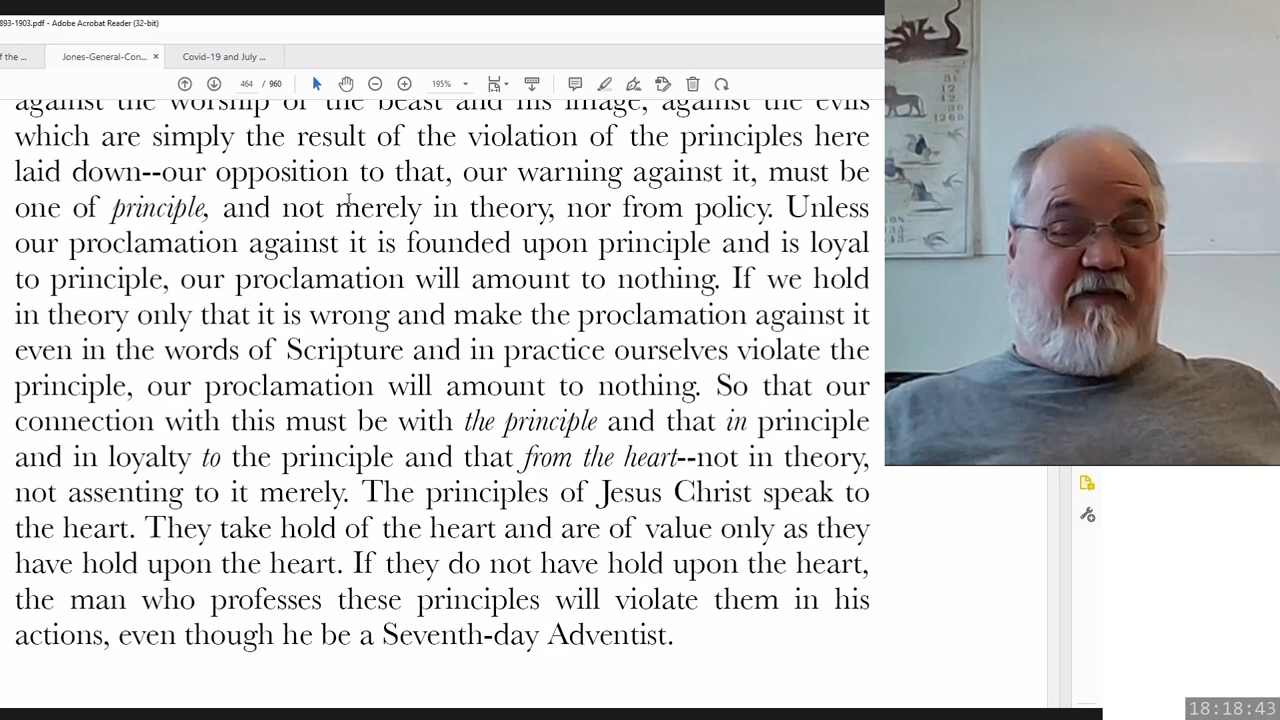 893-1903.pdf - Adobe Acrobat Reader (32-bit)
f the ...
Jones-General-Con... ×
Covid-19 and July ...
464 / 960
195%
against the worship of the beast and his image, against the evils
which are simply the result of the violation of the principles here
laid down--our opposition to that, our warning against it, must be
one of principle, and not merely in theory, nor from policy. Unless
our proclamation against it is founded upon principle and is loyal
to principle, our proclamation will amount to nothing. If we hold
in theory only that it is wrong and make the proclamation against it
even in the words of Scripture and in practice ourselves violate the
principle, our proclamation will amount to nothing. So that our
connection with this must be with the principle and that in principle
and in loyalty to the principle and that from the heart--not in theory,
not assenting to it merely. The principles of Jesus Christ speak to
the heart. They take hold of the heart and are of value only as they
have hold upon the heart. If they do not have hold upon the heart,
the man who professes these principles will violate them in his
actions, even though he be a Seventh-day Adventist.
18:18:43